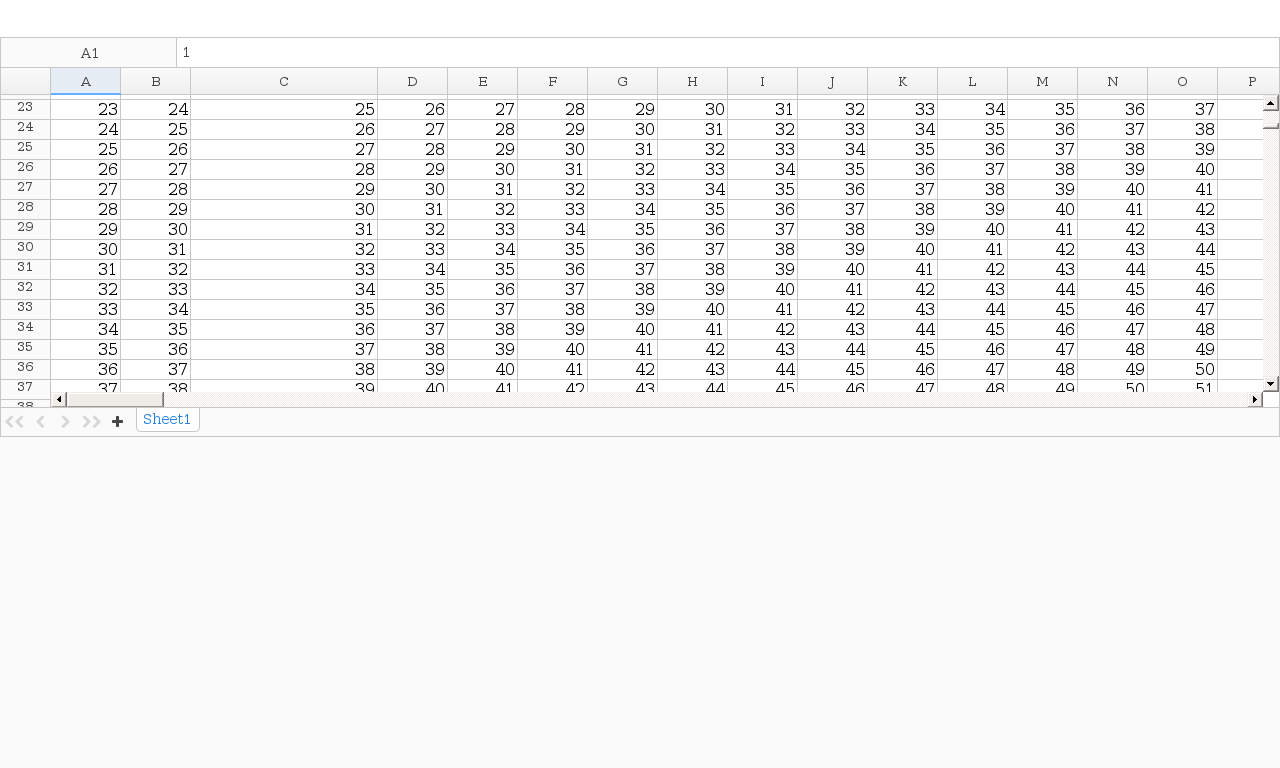 A1 1
A B C D E F G H I J K L M N O P
23 23 24 25 26 27 28 29 30 31 32 33 34 35 36 37
24 24 25 26 27 28 29 30 31 32 33 34 35 36 37 38
25 25 26 27 28 29 30 31 32 33 34 35 36 37 38 39
26 26 27 28 29 30 31 32 33 34 35 36 37 38 39 40
27 27 28 29 30 31 32 33 34 35 36 37 38 39 40 41
28 28 29 30 31 32 33 34 35 36 37 38 39 40 41 42
29 29 30 31 32 33 34 35 36 37 38 39 40 41 42 43
30 30 31 32 33 34 35 36 37 38 39 40 41 42 43 44
31 31 32 33 34 35 36 37 38 39 40 41 42 43 44 45
32 32 33 34 35 36 37 38 39 40 41 42 43 44 45 46
33 33 34 35 36 37 38 39 40 41 42 43 44 45 46 47
34 34 35 36 37 38 39 40 41 42 43 44 45 46 47 48
35 35 36 37 38 39 40 41 42 43 44 45 46 47 48 49
36 36 37 38 39 40 41 42 43 44 45 46 47 48 49 50
37 37 38 39 40 41 42 43 44 45 46 47 48 49 50 51
38
Sheet1